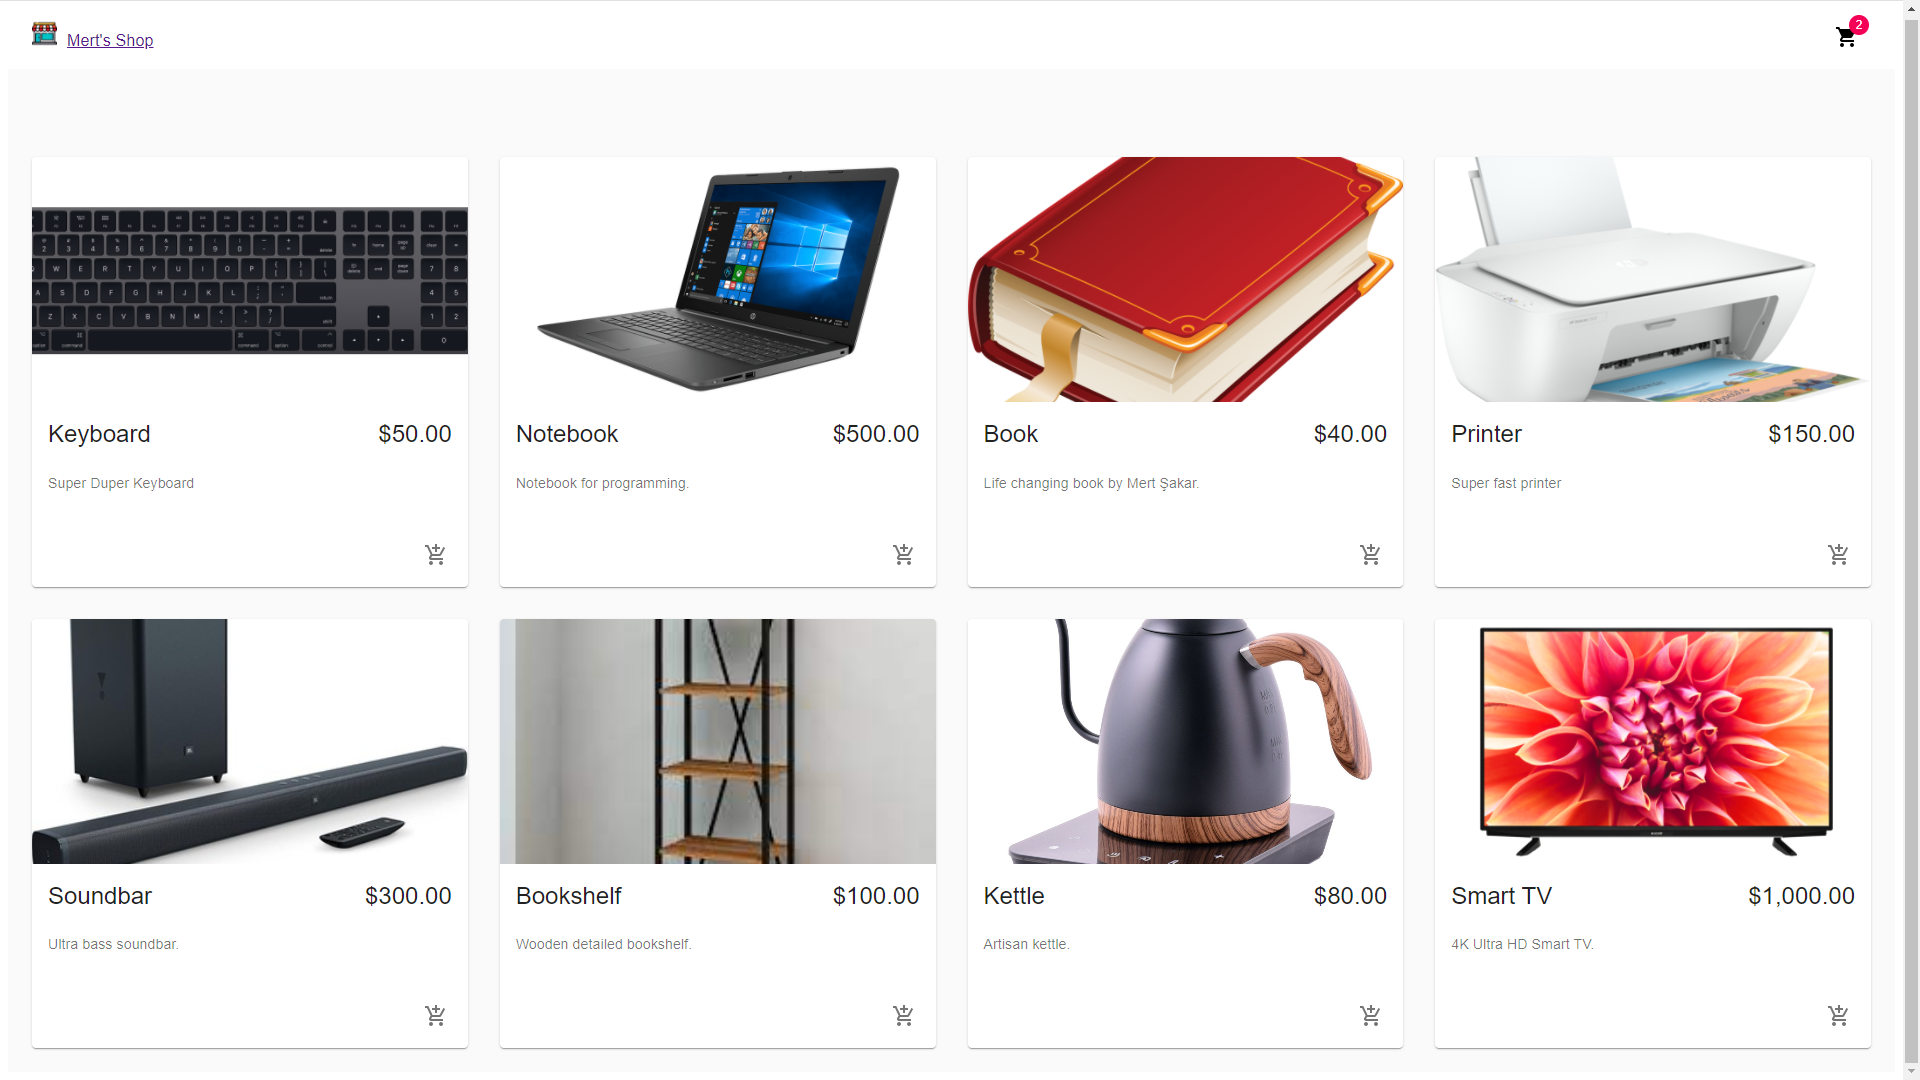 Mert's Shop
2
Keyboard $50.00
Super Duper Keyboard
Notebook $500.00
Notebook for programming.
Book $40.00
Life changing book by Mert Şakar.
Printer $150.00
Super fast printer
Soundbar $300.00
Ultra bass soundbar.
Bookshelf $100.00
Wooden detailed bookshelf.
Kettle $80.00
Artisan kettle.
Smart TV $1,000.00
4K Ultra HD Smart TV.